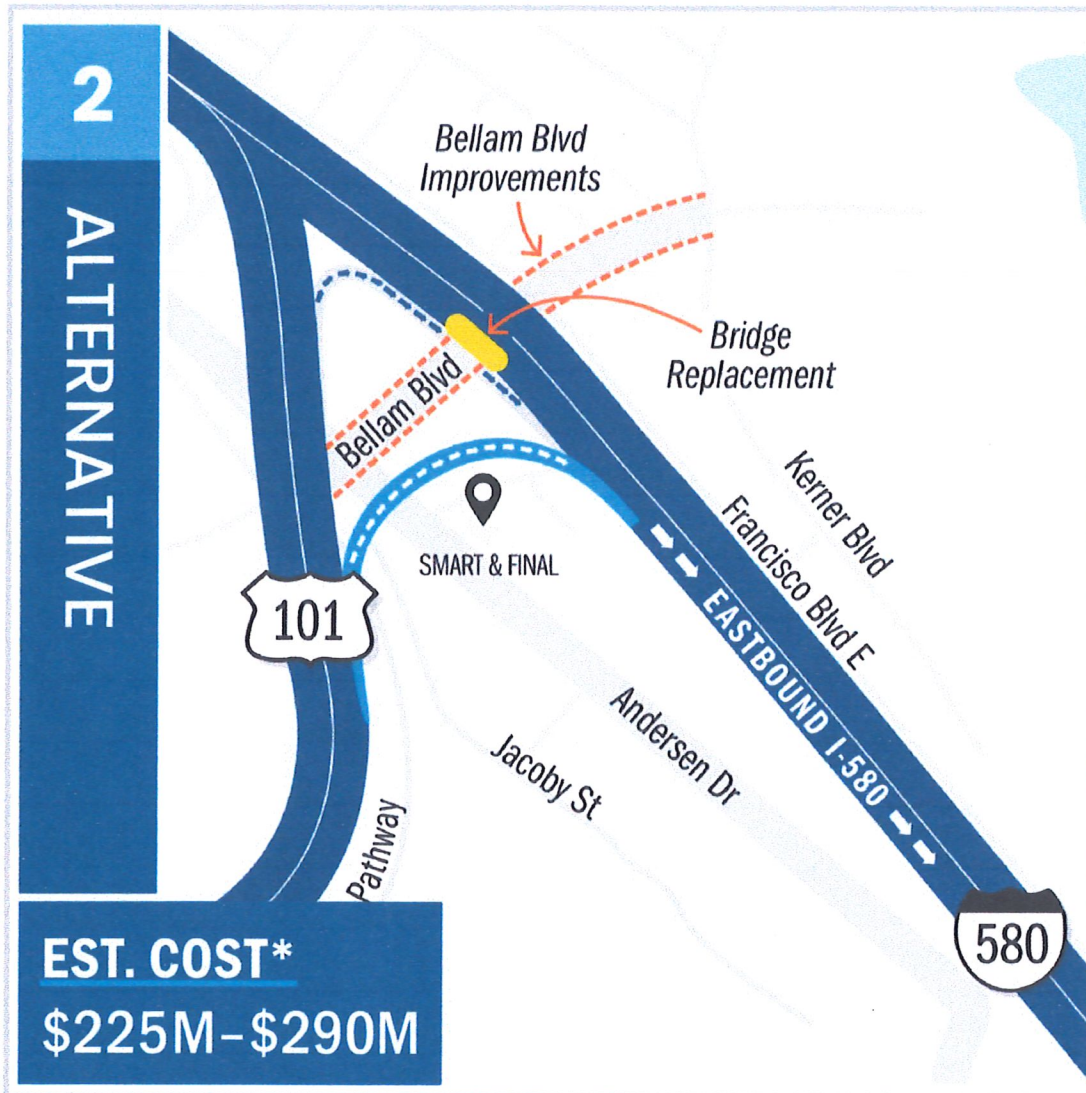 2
ALTERNATIVE
Bellam Blvd
Improvements
Bridge
Replacement
Bellam Blvd
Kerner Blvd
Francisco Blvd E
SMART & FINAL
101
EASTBOUND I-580
Andersen Dr
Jacoby St
Pathway
580
EST. COST*
$225M–$290M